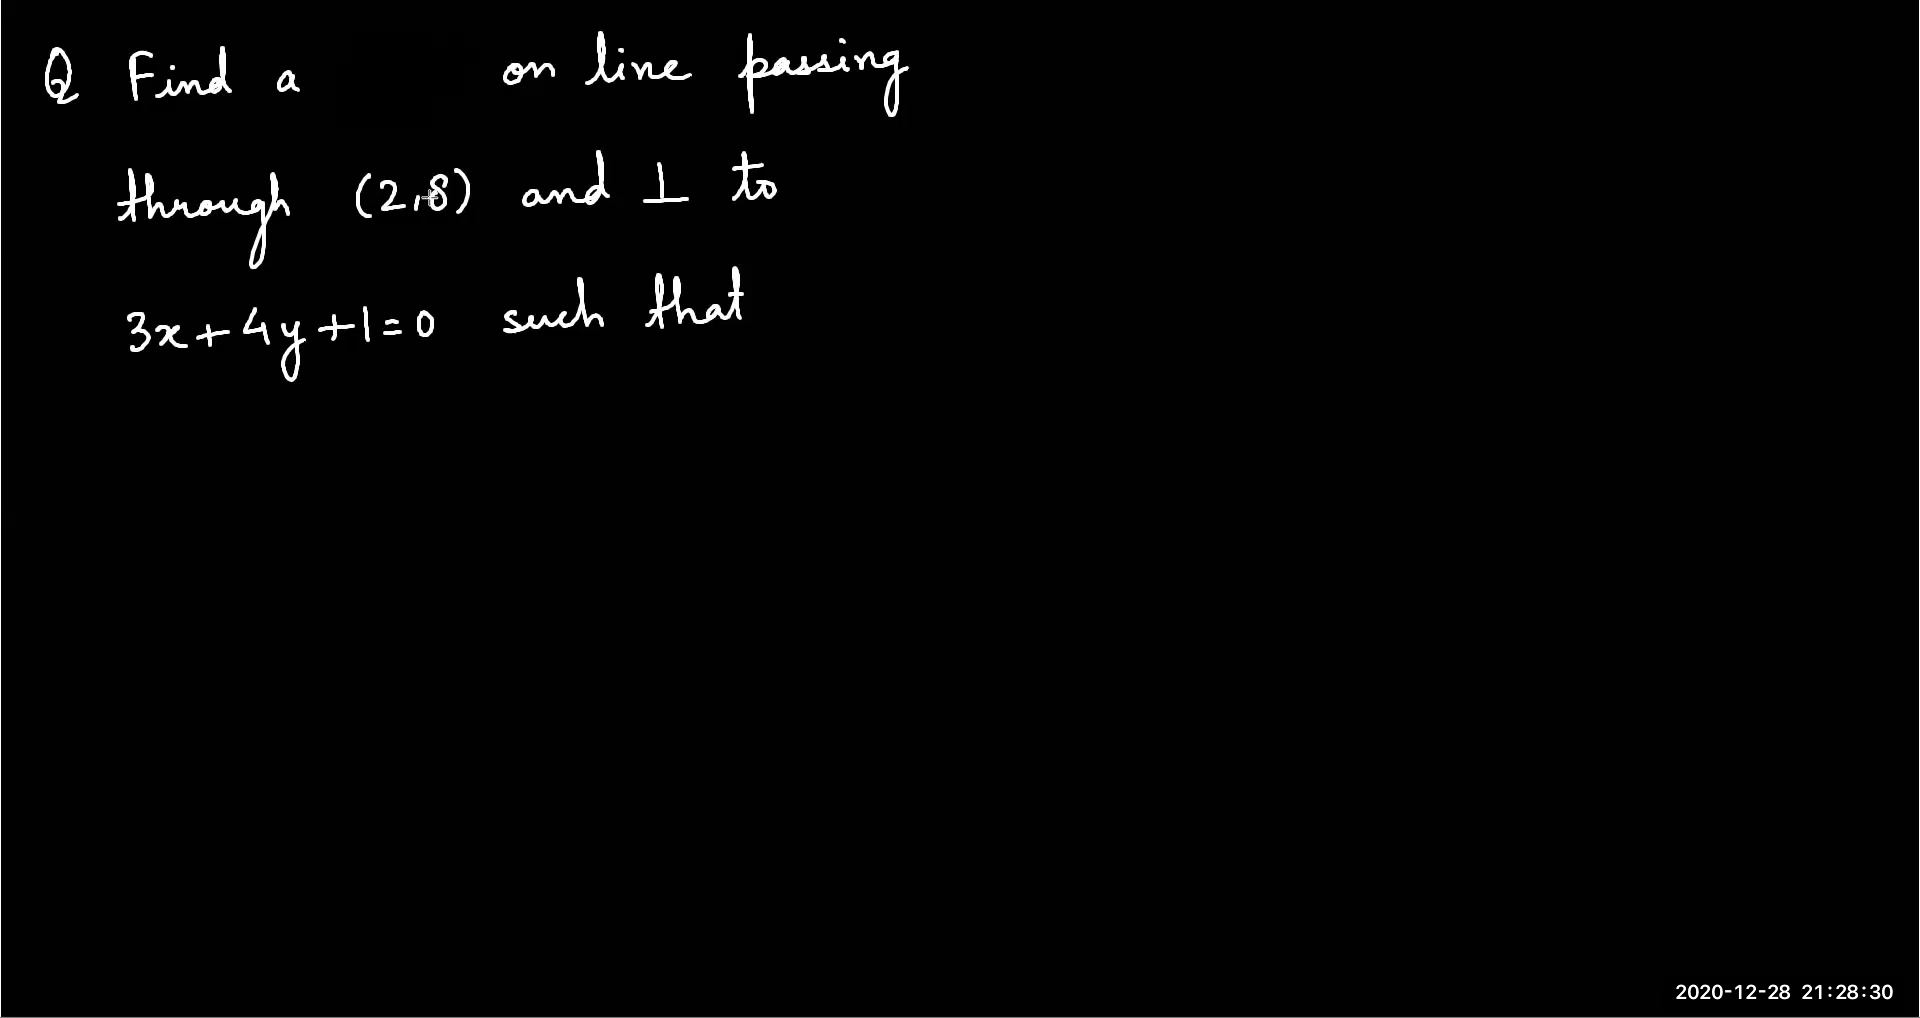 Q Find a on line passing
through (2,8) and ⊥ to
3x+4y+1=0 such that
2020-12-28 21:28:30